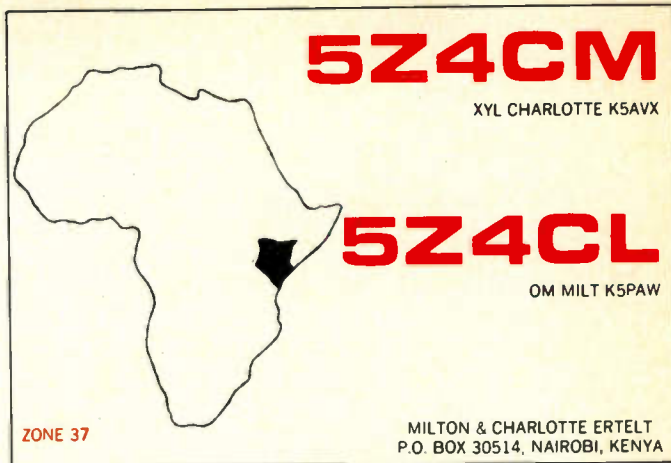 5Z4CM
XYL CHARLOTTE K5AVX
5Z4CL
OM MILT K5PAW
ZONE 37
MILTON & CHARLOTTE ERTELT
P.O. BOX 30514, NAIROBI, KENYA